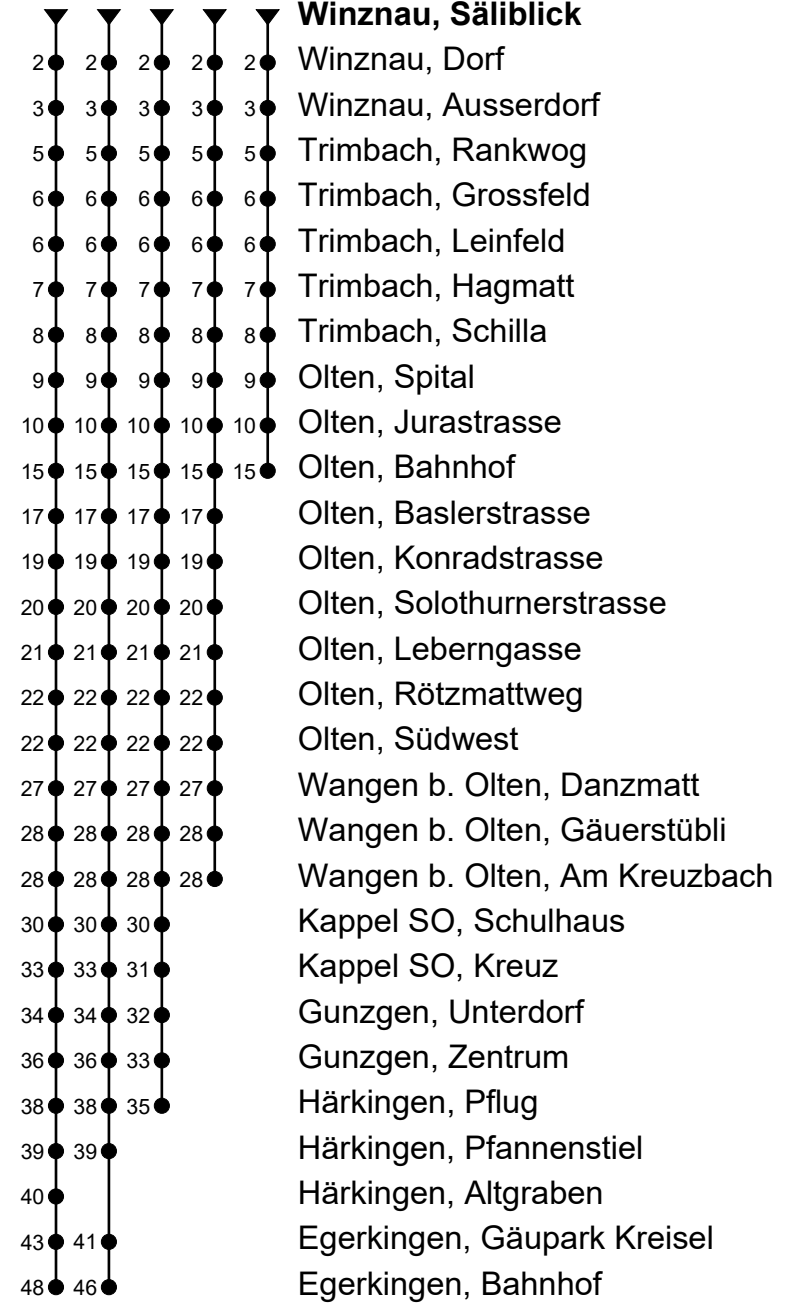 Winznau, Säliblick
2 2 2 2 2 Winznau, Dorf
3 3 3 3 3 Winznau, Ausserdorf
5 5 5 5 5 Trimbach, Rankwog
6 6 6 6 6 Trimbach, Grossfeld
6 6 6 6 6 Trimbach, Leinfeld
7 7 7 7 7 Trimbach, Hagmatt
8 8 8 8 8 Trimbach, Schilla
9 9 9 9 9 Olten, Spital
10 10 10 10 10 Olten, Jurastrasse
15 15 15 15 15 Olten, Bahnhof
17 17 17 17 Olten, Baslerstrasse
19 19 19 19 Olten, Konradstrasse
20 20 20 20 Olten, Solothurnerstrasse
21 21 21 21 Olten, Leberngasse
22 22 22 22 Olten, Rötzmattweg
22 22 22 22 Olten, Südwest
27 27 27 27 Wangen b. Olten, Danzmatt
28 28 28 28 Wangen b. Olten, Gäuerstübli
28 28 28 28 Wangen b. Olten, Am Kreuzbach
30 30 30 Kappel SO, Schulhaus
33 33 31 Kappel SO, Kreuz
34 34 32 Gunzgen, Unterdorf
36 36 33 Gunzgen, Zentrum
38 38 35 Härkingen, Pflug
39 39 Härkingen, Pfannenstiel
40 Härkingen, Altgraben
43 41 Egerkingen, Gäupark Kreisel
48 46 Egerkingen, Bahnhof